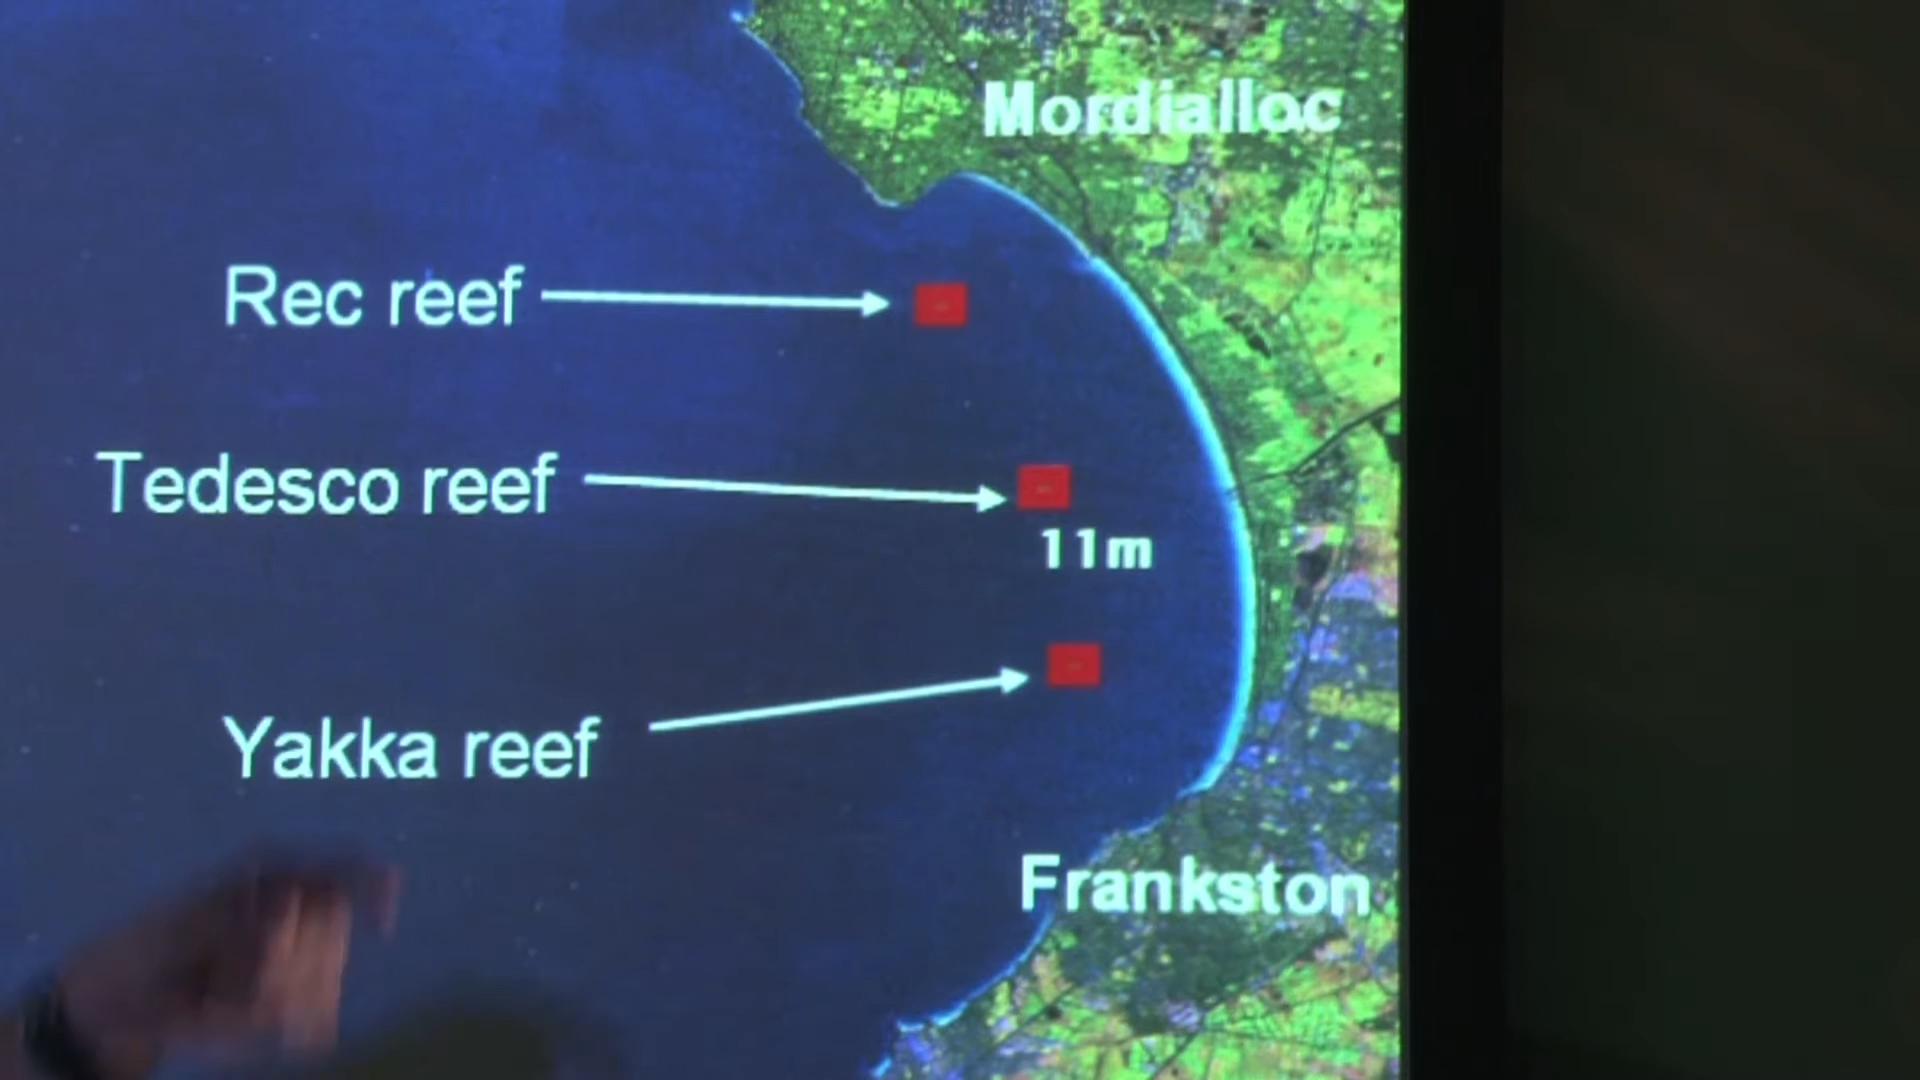 Mordialloc
Rec reef
Tedesco reef
11m
Yakka reef
Frankston